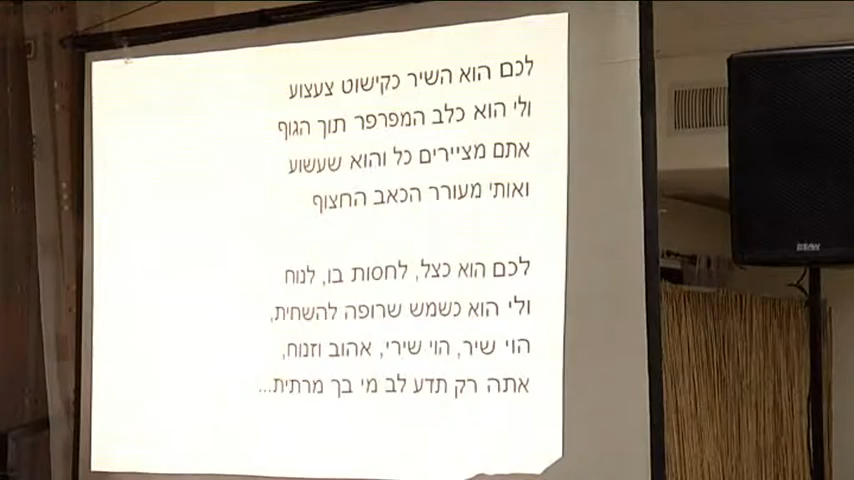 לכם הוא השיר כקישוט צעצוע
ולי הוא כלב המפרפר תוך הגוף
אתם מציירים כל והוא שעשוע
ואותי מעורר הכאב החצוף
לכם הוא כצל, לחסות בו, לנוח
ולי הוא כשמש שרופה להשחית,
הוי שיר, הוי שירי, אהוב וזנוח,
אתה רק תדע לב מי בך מרתית...